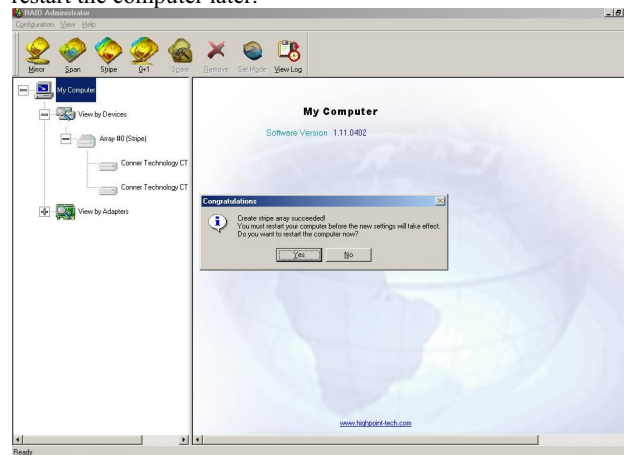 restart the computer later.
RAID Administrator
Configuration View Help
Mirror Span Stripe 0+1 Spare Remove Set Mode View Log
My Computer
View by Devices
Array #0 (Stripe)
Conner Technology CT
Conner Technology CT
View by Adapters
My Computer
Software Version 1.11.0402
Congratulations
Create stripe array succeeded!
You must restart your computer before the new settings will take effect.
Do you want to restart the computer now?
Yes No
www.highpoint-tech.com
Ready